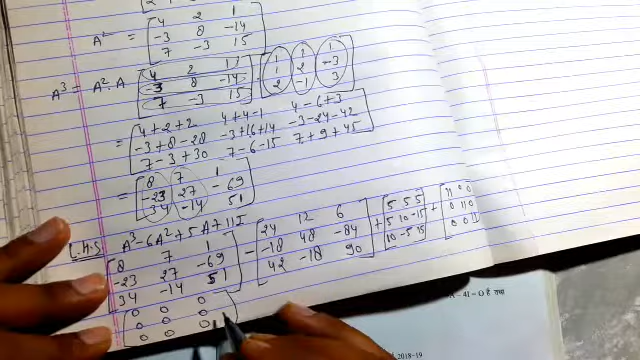 A² = [4 2 1
-3 8 -14
7 -3 15]
A³ = A² · A [4 2 1
-3 8 -14
7 -3 15] [1 1 1
1 2 -3
2 -1 3]
= [4+2+2 4+4-1 4-6+3
-3+8-28 -3+16+14 -3-24-42
7-3+30 7-6-15 7+9+45]
= [8 7 1
-23 27 -69
34 -14 51]
L.H.S. A³-6A²+5A+11I
[8 7 1
-23 27 -69
34 -14 51] - [24 12 6
-18 48 -84
42 -18 90] + [5 5 5
5 10 -15
10 -5 15] + [11 0 0
0 11 0
0 0 11]
[0 0 0
0 0 0
0 0 0]
2018-19